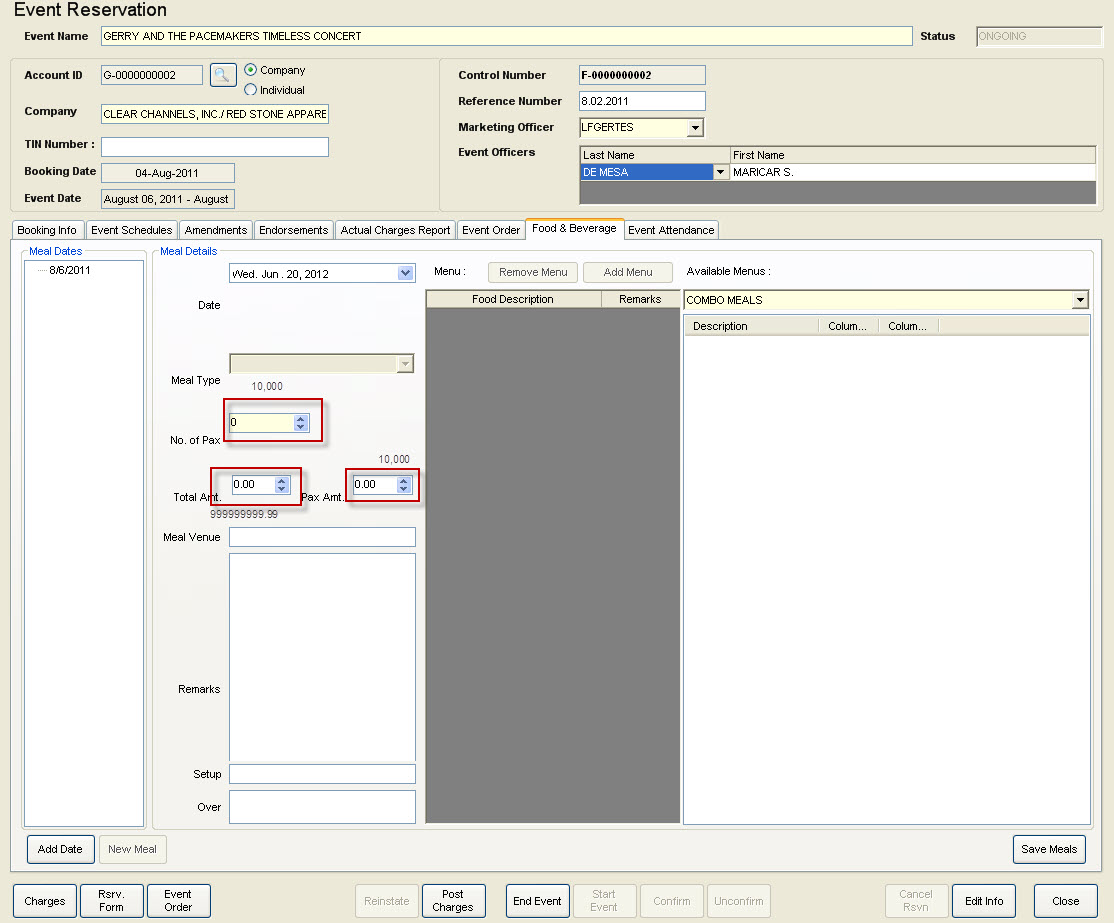 Event Reservation
Event Name GERRY AND THE PACEMAKERS TIMELESS CONCERT Status ONGOING
Account ID G-0000000002 Company
Individual
Company CLEAR CHANNELS, INC./ RED STONE APPARE
TIN Number :
Booking Date 04-Aug-2011
Event Date August 06, 2011 - August
Control Number F-0000000002
Reference Number 8.02.2011
Marketing Officer LFGERTES
Event Officers Last Name First Name
DE MESA MARICAR S.
Booking Info Event Schedules Amendments Endorsements Actual Charges Report Event Order Food & Beverage Event Attendance
Meal Dates
8/6/2011
Meal Details
Wed. Jun . 20, 2012
Date
Meal Type
10,000
0
No. of Pax
10,000
0.00 0.00
Total Amt. Pax Amt.
999999999.99
Meal Venue
Remarks
Setup
Over
Menu : Remove Menu Add Menu
Food Description Remarks
Available Menus :
COMBO MEALS
Description Colum... Colum...
Add Date New Meal Save Meals
Charges Rsrv. Form Event Order Reinstate Post Charges End Event Start Event Confirm Unconfirm Cancel Rsvn Edit Info Close